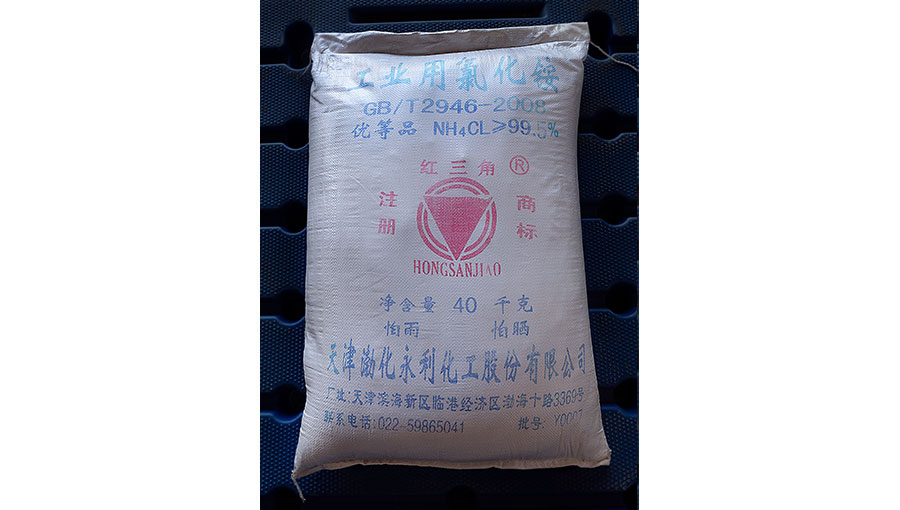 工业用氯化铵
GB/T2946-2008
优等品 NH₄CL≥99.5%
红三角®
注册 商标
HONGSANJIAO
净含量 40 千克
怕雨 怕晒
天津渤化永利化工股份有限公司
厂址:天津滨海新区临港经济区渤海十路3369号
联系电话:022-59865041 批号: Y0007